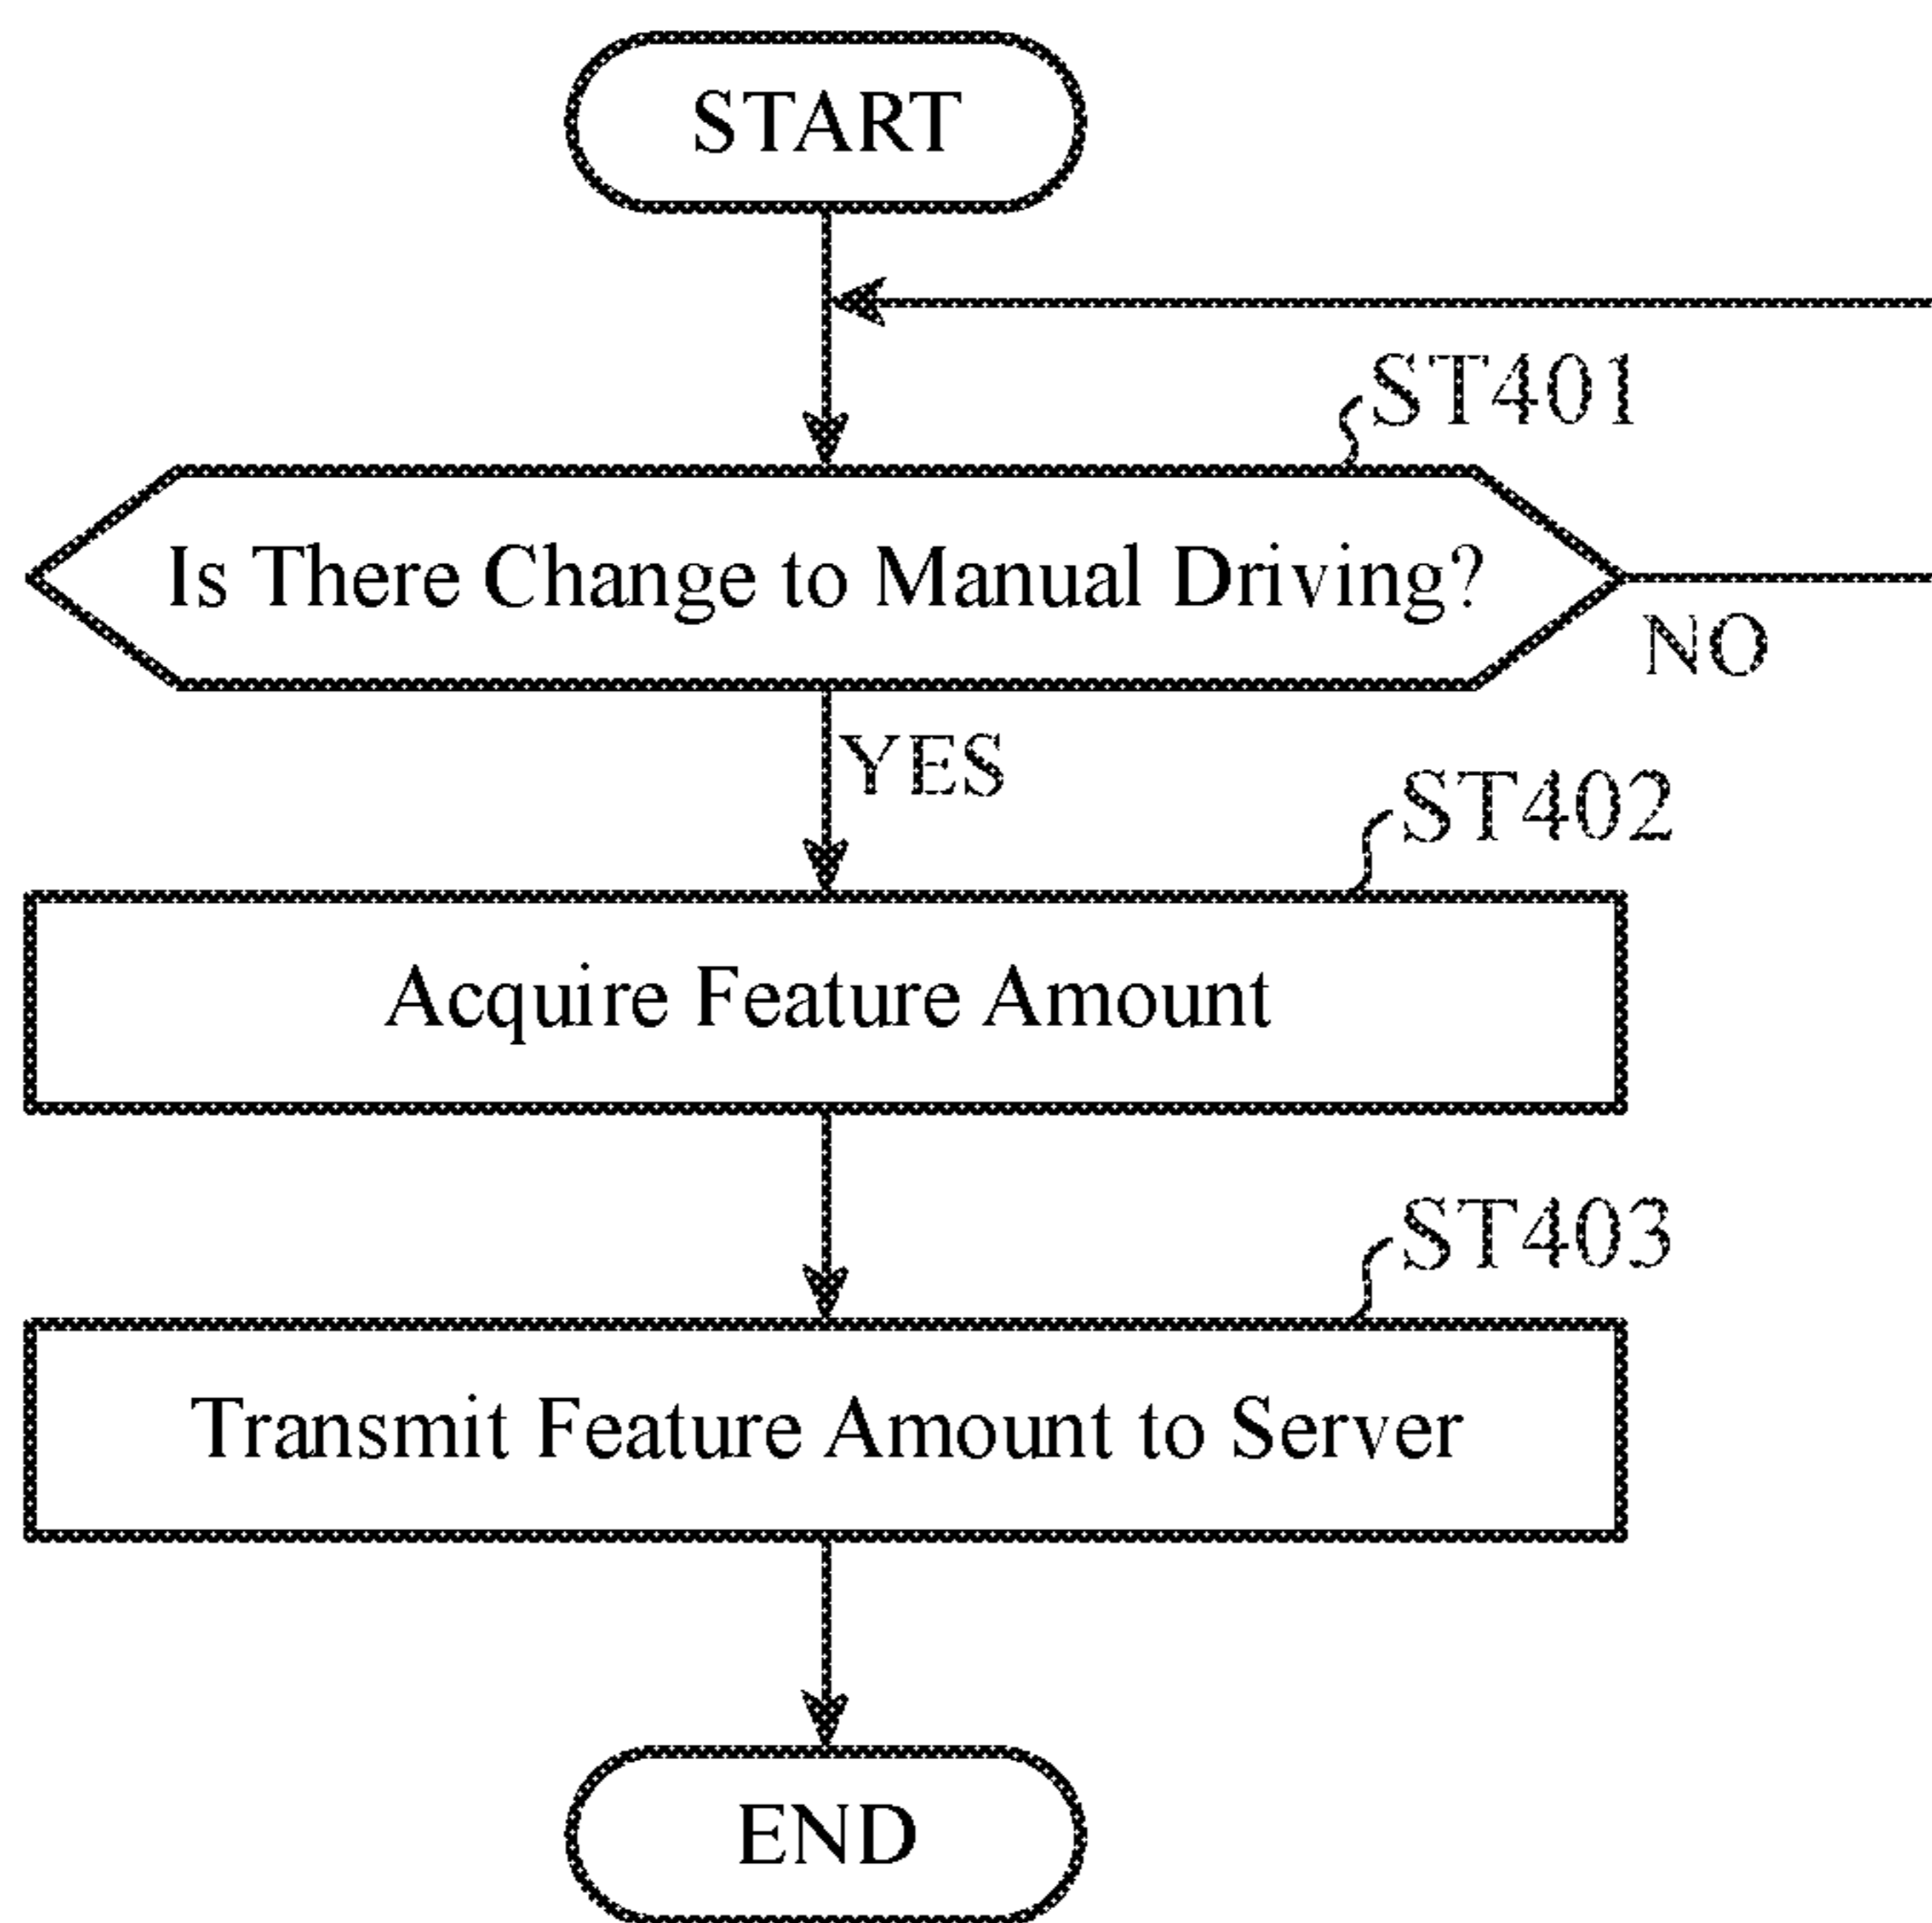 START
ST401
Is There Change to Manual Driving?
NO
YES
ST402
Acquire Feature Amount
ST403
Transmit Feature Amount to Server
END